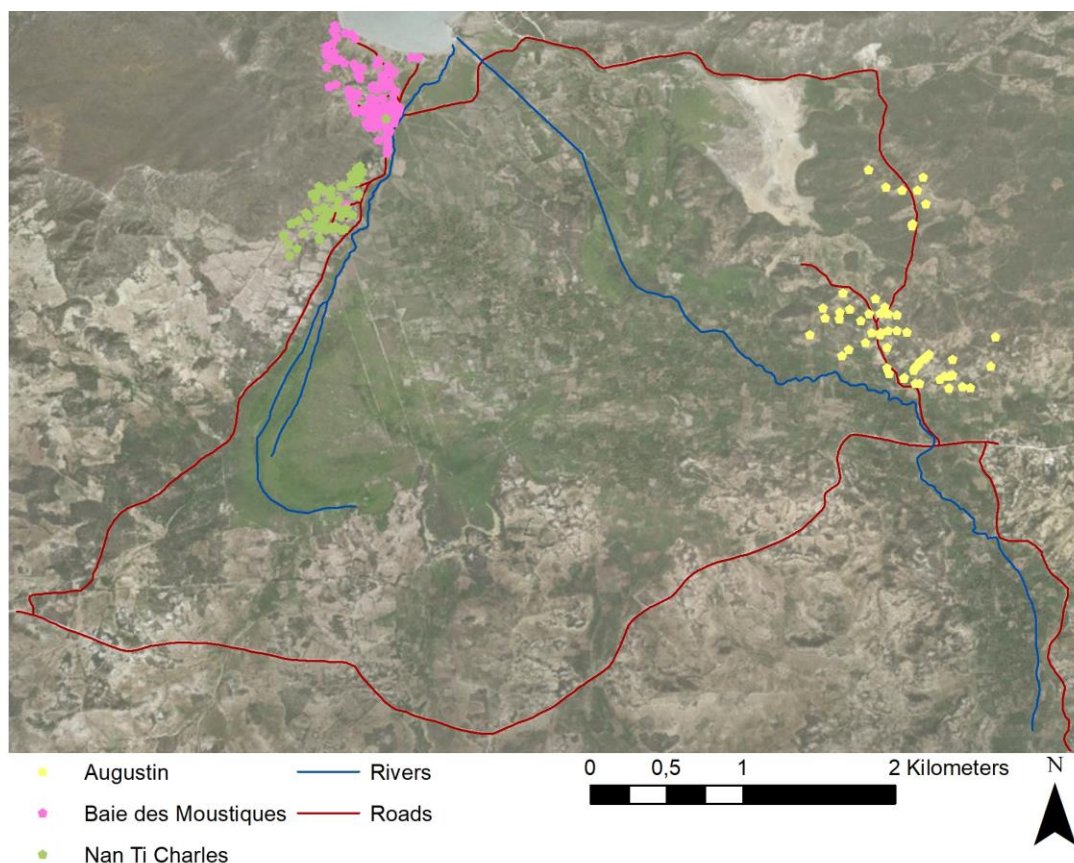 Augustin
Rivers
0 0,5 1 2 Kilometers
N
Baie des Moustiques
Roads
Nan Ti Charles